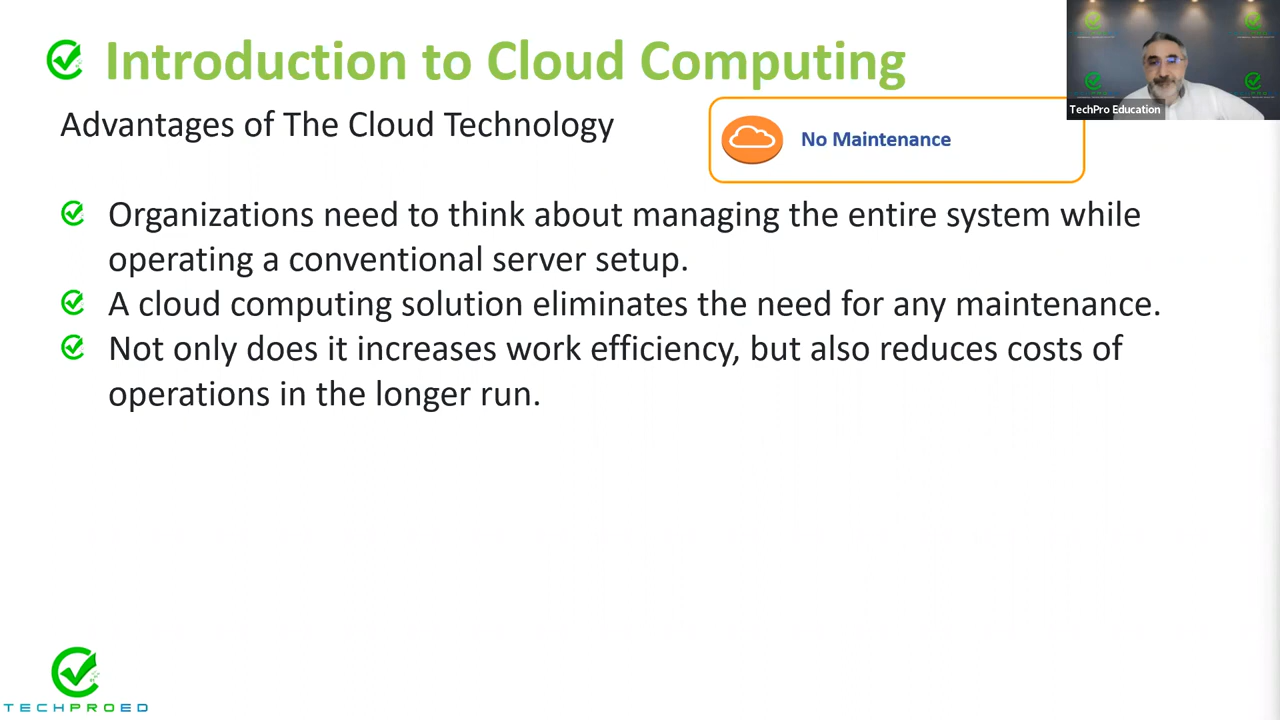 Introduction to Cloud Computing
Advantages of The Cloud Technology
No Maintenance
TechPro Education
Organizations need to think about managing the entire system while
operating a conventional server setup.
A cloud computing solution eliminates the need for any maintenance.
Not only does it increases work efficiency, but also reduces costs of
operations in the longer run.
TECHPROED